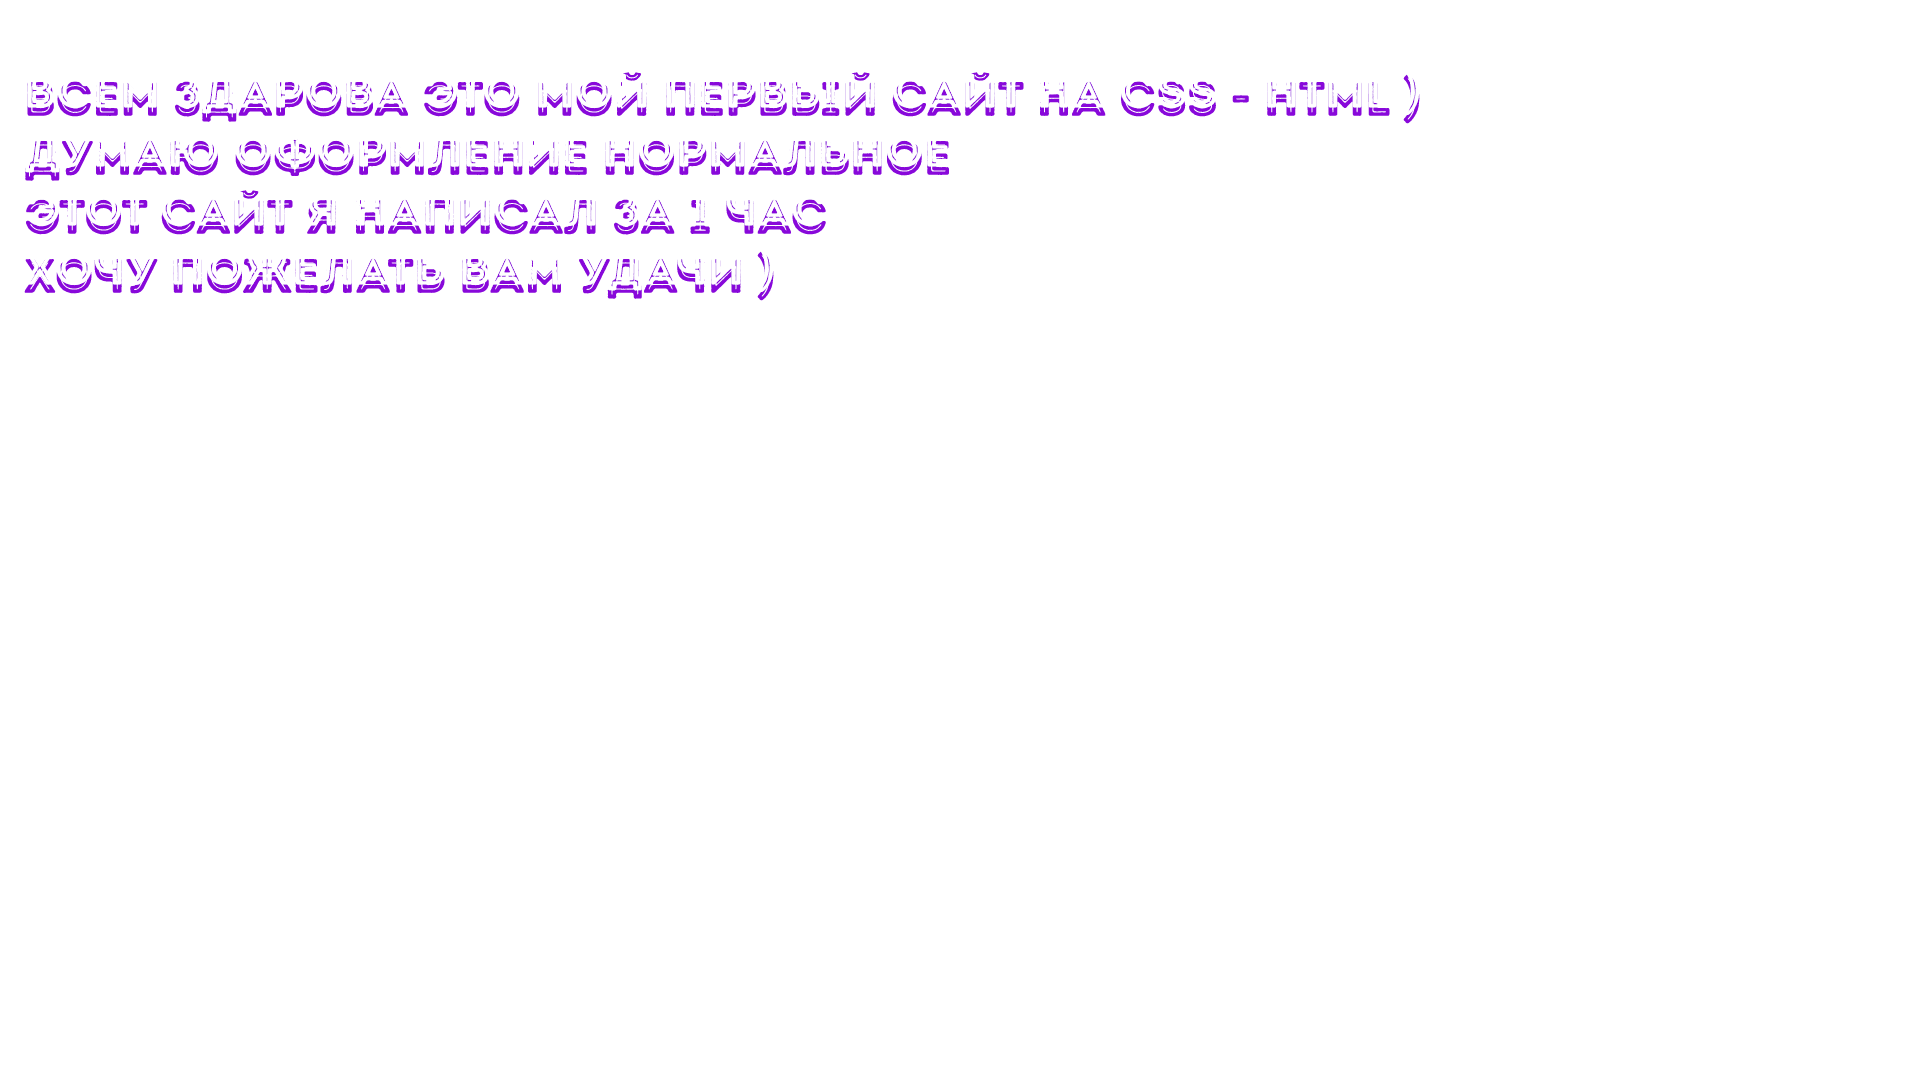 ВСЕМ ЗДАРОВА ЭТО МОЙ ПЕРВЫЙ САЙТ НА CSS - HTML )
ДУМАЮ ОФОРМЛЕНИЕ НОРМАЛЬНОЕ
ЭТОТ САЙТ Я НАПИСАЛ ЗА 1 ЧАС
ХОЧУ ПОЖЕЛАТЬ ВАМ УДАЧИ )